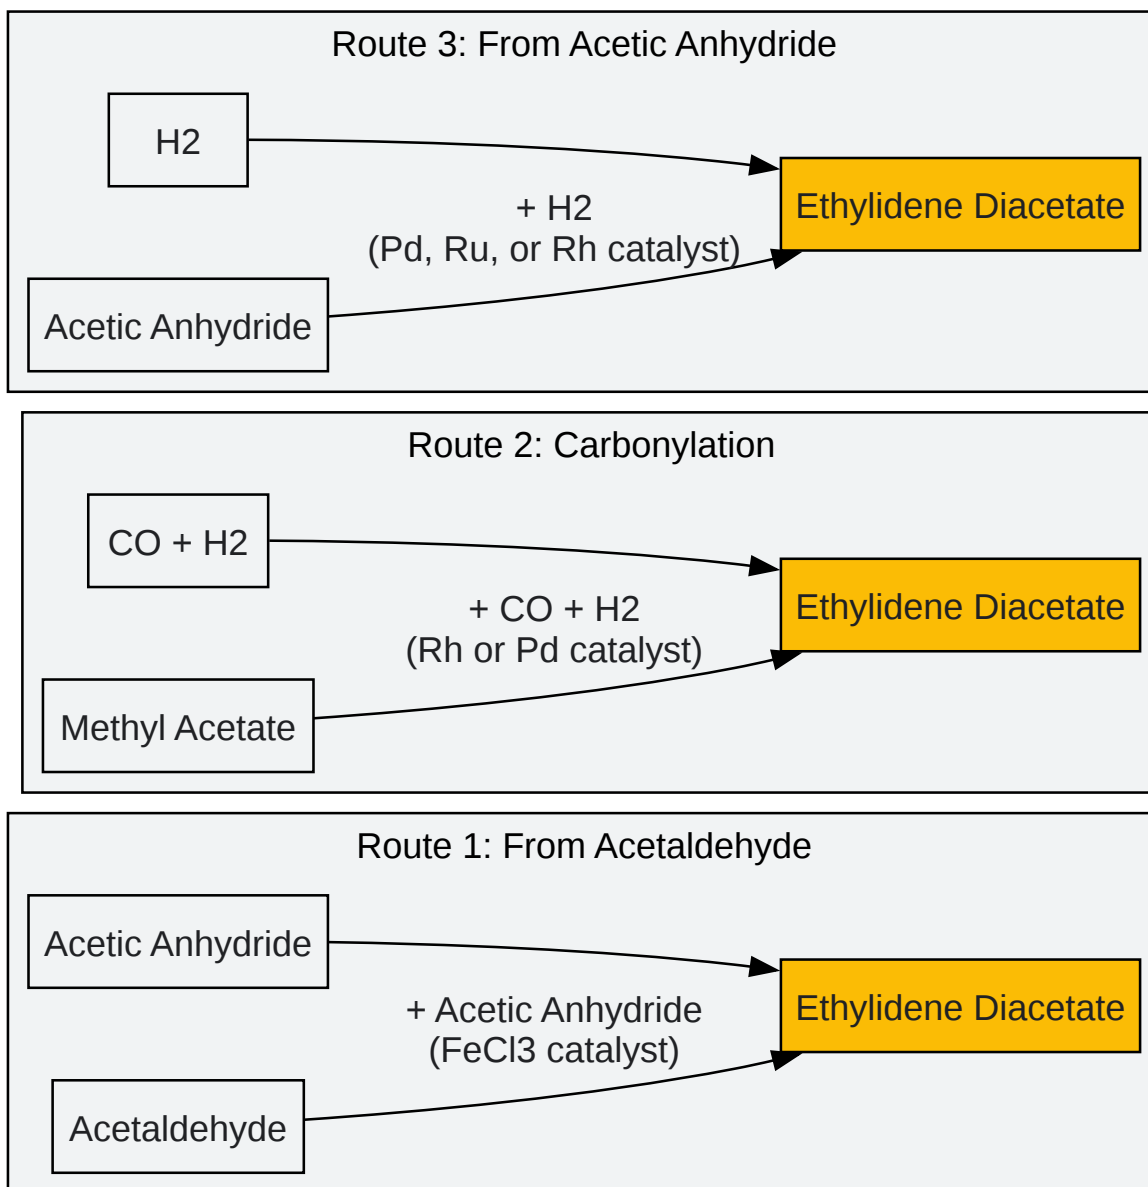 Route 3: From Acetic Anhydride
H2
Ethylidene Diacetate
+ H2
(Pd, Ru, or Rh catalyst)
Acetic Anhydride
Route 2: Carbonylation
CO + H2
Ethylidene Diacetate
+ CO + H2
(Rh or Pd catalyst)
Methyl Acetate
Route 1: From Acetaldehyde
Acetic Anhydride
Ethylidene Diacetate
+ Acetic Anhydride
(FeCl3 catalyst)
Acetaldehyde